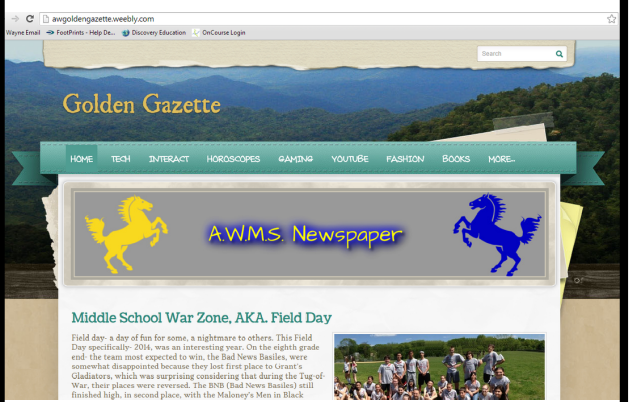 awgoldengazette.weebly.com
Wayne Email FootPrints - Help De... Discovery Education OnCourse Login
Search
Golden Gazette
HOME TECH INTERACT HOROSCOPES GAMING YOUTUBE FASHION BOOKS MORE...
A.W.M.S. Newspaper
Middle School War Zone, AKA. Field Day
Field day- a day of fun for some, a nightmare to others. This Field
Day specifically- 2014, was an interesting year. On the eighth grade
end- the team most expected to win, the Bad News Basiles, were
somewhat disappointed because they lost first place to Grant's
Gladiators, which was surprising considering that during the Tug-of-
War, their places were reversed. The BNB (Bad News Basiles) still
finished high, in second place, with the Maloney's Men in Black